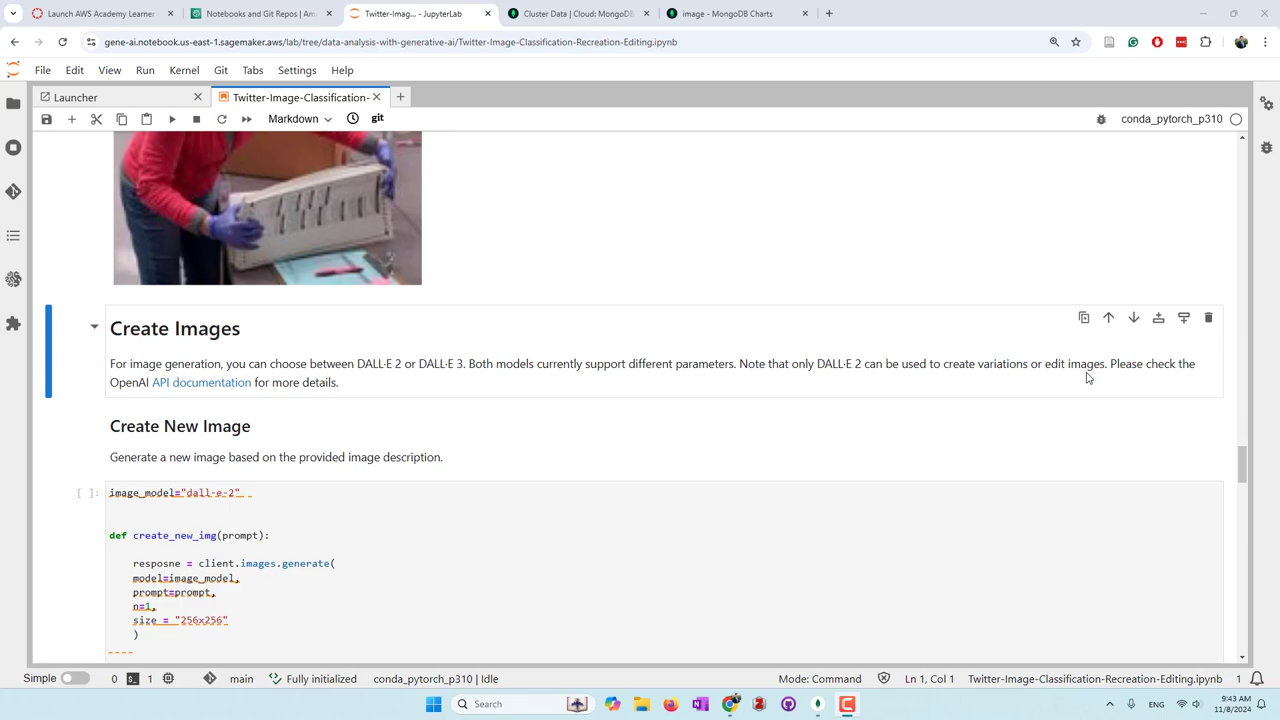 Launch AWS Academy Learner
Notebooks and Git Repos | Am
Twitter-Imag... - JupyterLab
Cluster Data | Cloud: MongoDB
image - MongoDB Charts
gene-ai.notebook.us-east-1.sagemaker.aws/lab/tree/data-analysis-with-generative-ai/Twitter-Image-Classification-Recreation-Editing.ipynb
File Edit View Run Kernel Git Tabs Settings Help
Launcher
Twitter-Image-Classification-
Markdown
git
conda_pytorch_p310
Create Images
For image generation, you can choose between DALL·E 2 or DALL·E 3. Both models currently support different parameters. Note that only DALL·E 2 can be used to create variations or edit images. Please check the
OpenAI API documentation for more details.
Create New Image
Generate a new image based on the provided image description.
[ ]: image_model="dall-e-2"
def create_new_img(prompt):
resposne = client.images.generate(
model=image_model,
prompt=prompt,
n=1,
size = "256x256"
)
Simple 0 1 main Fully initialized conda_pytorch_p310 | Idle Mode: Command Ln 1, Col 1 Twitter-Image-Classification-Recreation-Editing.ipynb 1
Search
ENG
9:43 AM
11/8/2024